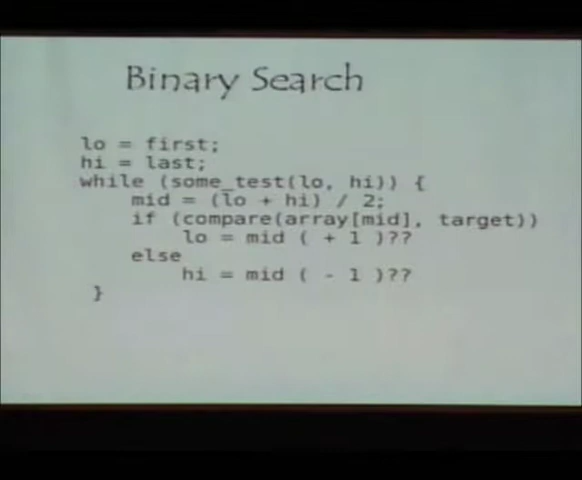 Binary Search
lo = first;
hi = last;
while (some_test(lo, hi)) {
mid = (lo + hi) / 2;
if (compare(array[mid], target))
lo = mid ( + 1 )??
else
hi = mid ( - 1 )??
}